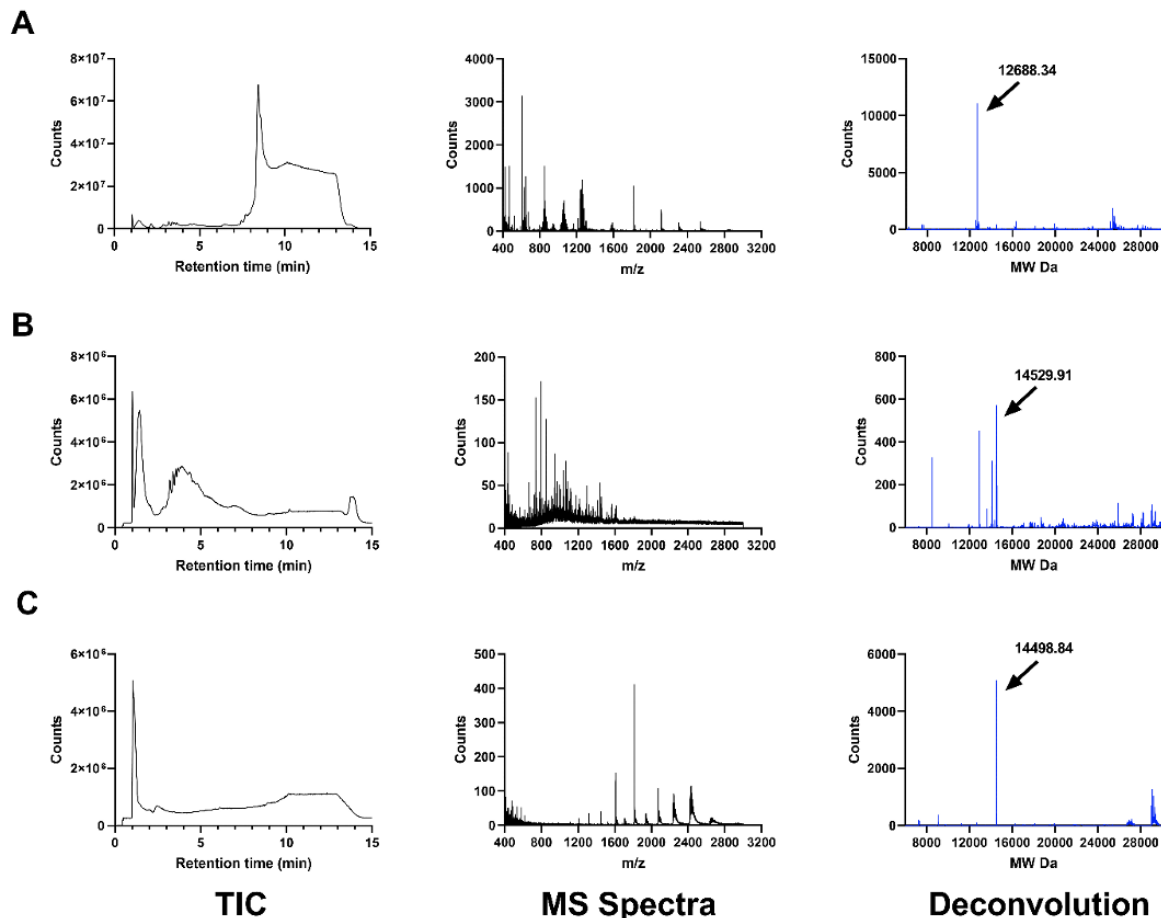 A
8×10⁷
6×10⁷
4×10⁷
2×10⁷
0
Counts
0 5 10 15
Retention time (min)
4000
3000
2000
1000
0
Counts
400 800 1200 1600 2000 2400 2800 3200
m/z
15000
10000
5000
0
Counts
12688.34
8000 12000 16000 20000 24000 28000
MW Da
B
8×10⁶
6×10⁶
4×10⁶
2×10⁶
0
Counts
0 5 10 15
Retention time (min)
200
150
100
50
0
Counts
400 800 1200 1600 2000 2400 2800 3200
m/z
800
600
400
200
0
Counts
14529.91
8000 12000 16000 20000 24000 28000
MW Da
C
6×10⁶
4×10⁶
2×10⁶
0
Counts
0 5 10 15
Retention time (min)
500
400
300
200
100
0
Counts
400 800 1200 1600 2000 2400 2800 3200
m/z
6000
4000
2000
0
Counts
14498.84
8000 12000 16000 20000 24000 28000
MW Da
TIC
MS Spectra
Deconvolution